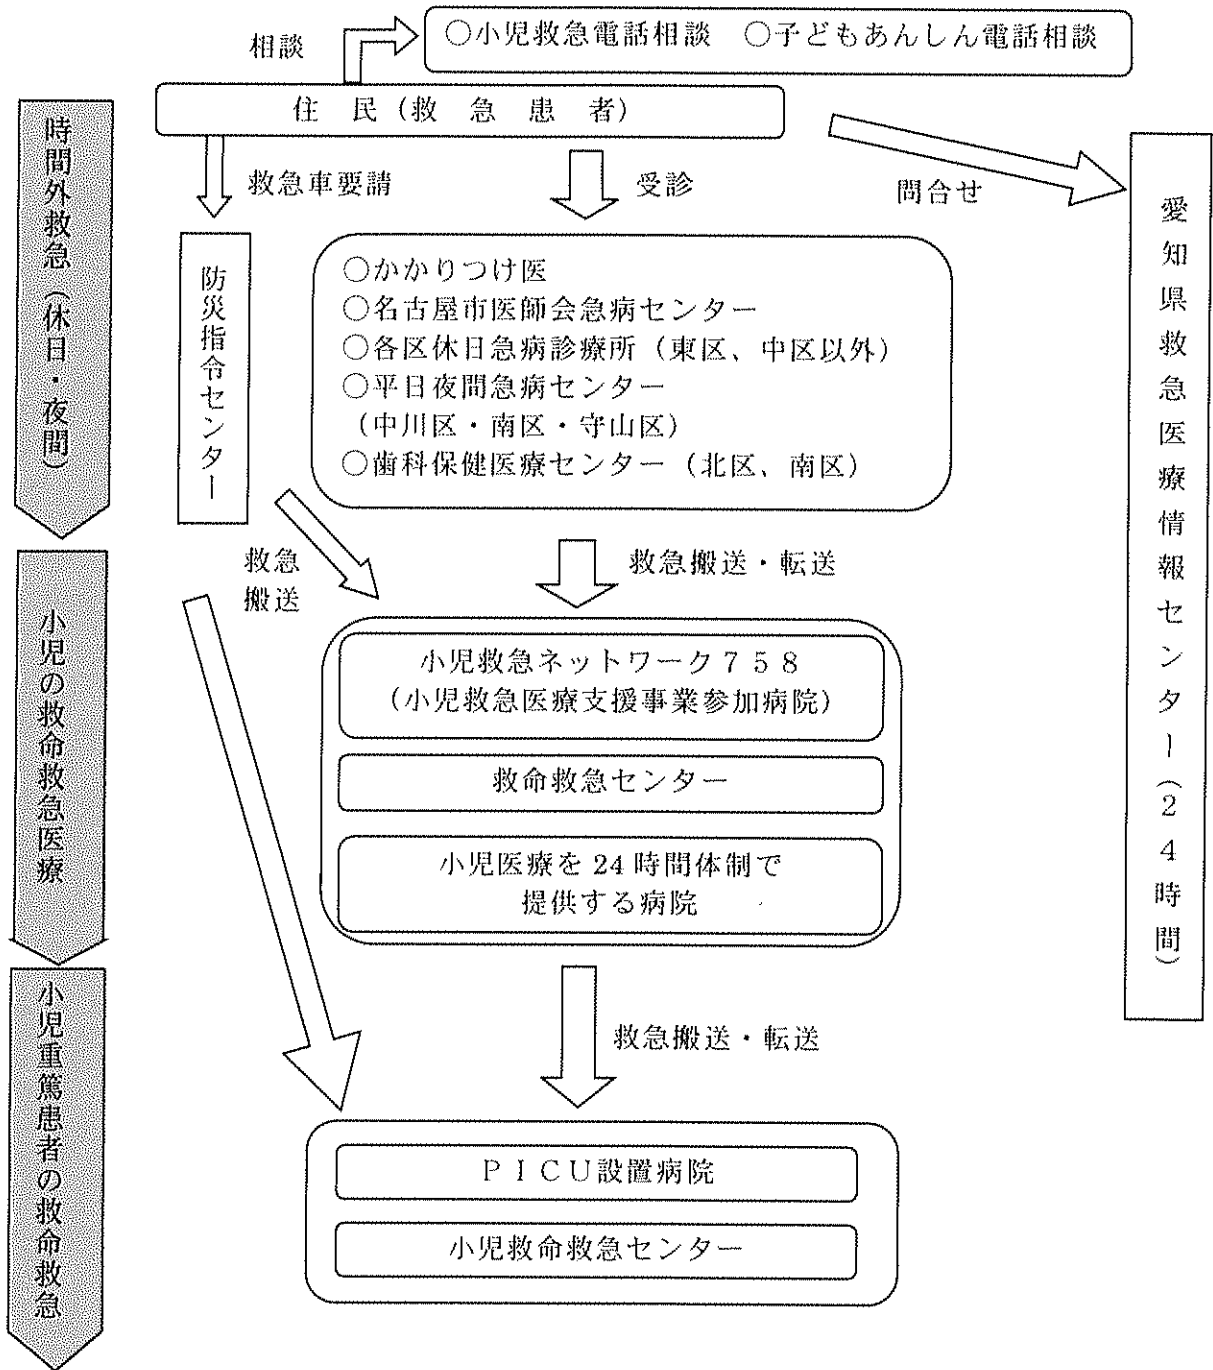 相談
○小児救急電話相談　○子どもあんしん電話相談
住　民（救　急　患　者）
時間外救急（休日・夜間）
救急車要請
受診
問合せ
愛知県救急医療情報センター（２４時間）
防災指令センター
○かかりつけ医
○名古屋市医師会急病センター
○各区休日急病診療所（東区、中区以外）
○平日夜間急病センター
（中川区・南区・守山区）
○歯科保健医療センター（北区、南区）
救急
搬送
救急搬送・転送
小児の救命救急医療
小児救急ネットワーク７５８
（小児救急医療支援事業参加病院）
救命救急センター
小児医療を 24 時間体制で
提供する病院
小児重篤患者の救命救急
救急搬送・転送
ＰＩＣＵ設置病院
小児救命救急センター